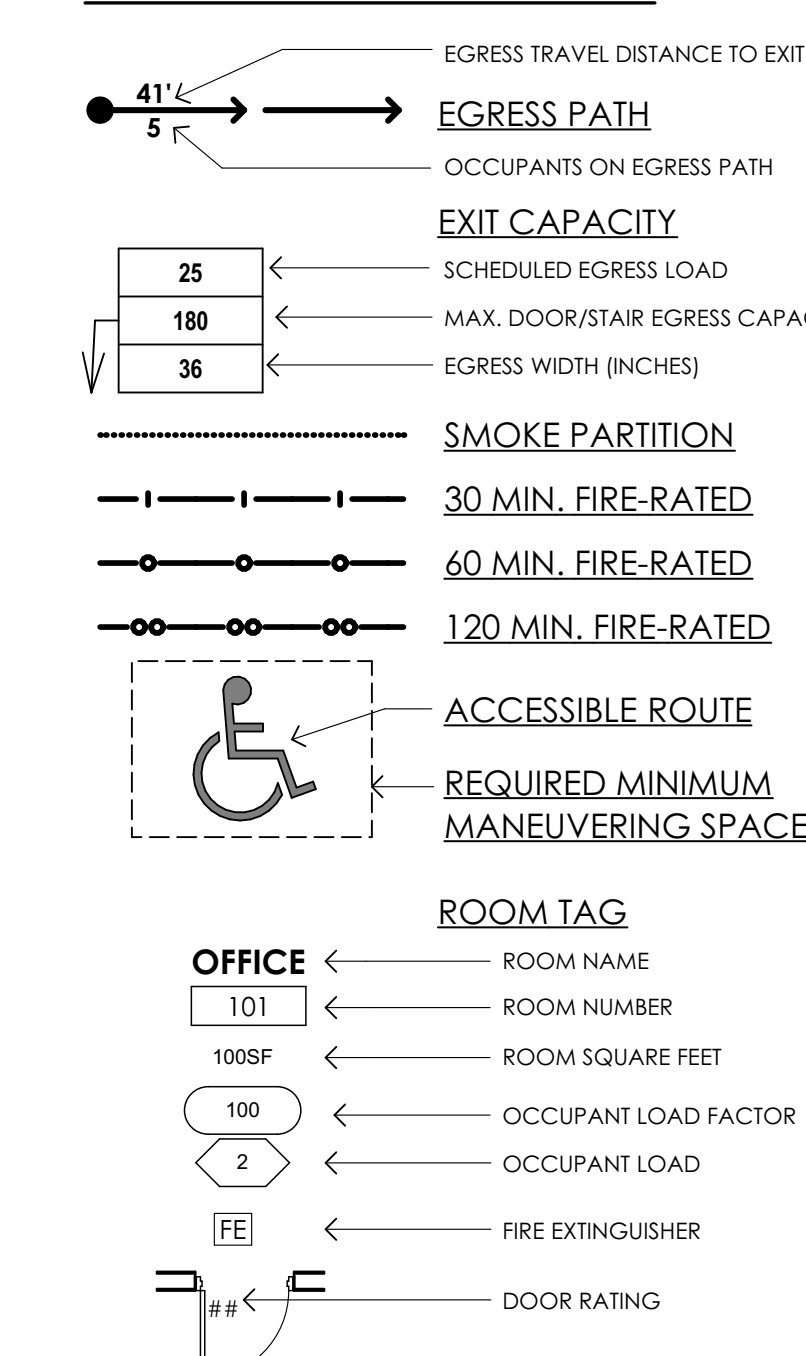 EGRESS TRAVEL DISTANCE TO EXIT
41'
EGRESS PATH
5
OCCUPANTS ON EGRESS PATH
EXIT CAPACITY
25
SCHEDULED EGRESS LOAD
180
MAX. DOOR/STAIR EGRESS
36
EGRESS WIDTH (INCHES)
SMOKE PARTITION
30 MIN. FIRE-RATED
60 MIN. FIRE-RATED
120 MIN. FIRE-RATED
ACCESSIBLE ROUTE
REQUIRED MINIMUM
MANEUVERING SPACE
ROOM TAG
OFFICE
ROOM NAME
101
ROOM NUMBER
100SF
ROOM SQUARE FEET
100
OCCUPANT LOAD FACTOR
2
OCCUPANT LOAD
FE
FIRE EXTINGUISHER
##
DOOR RATING